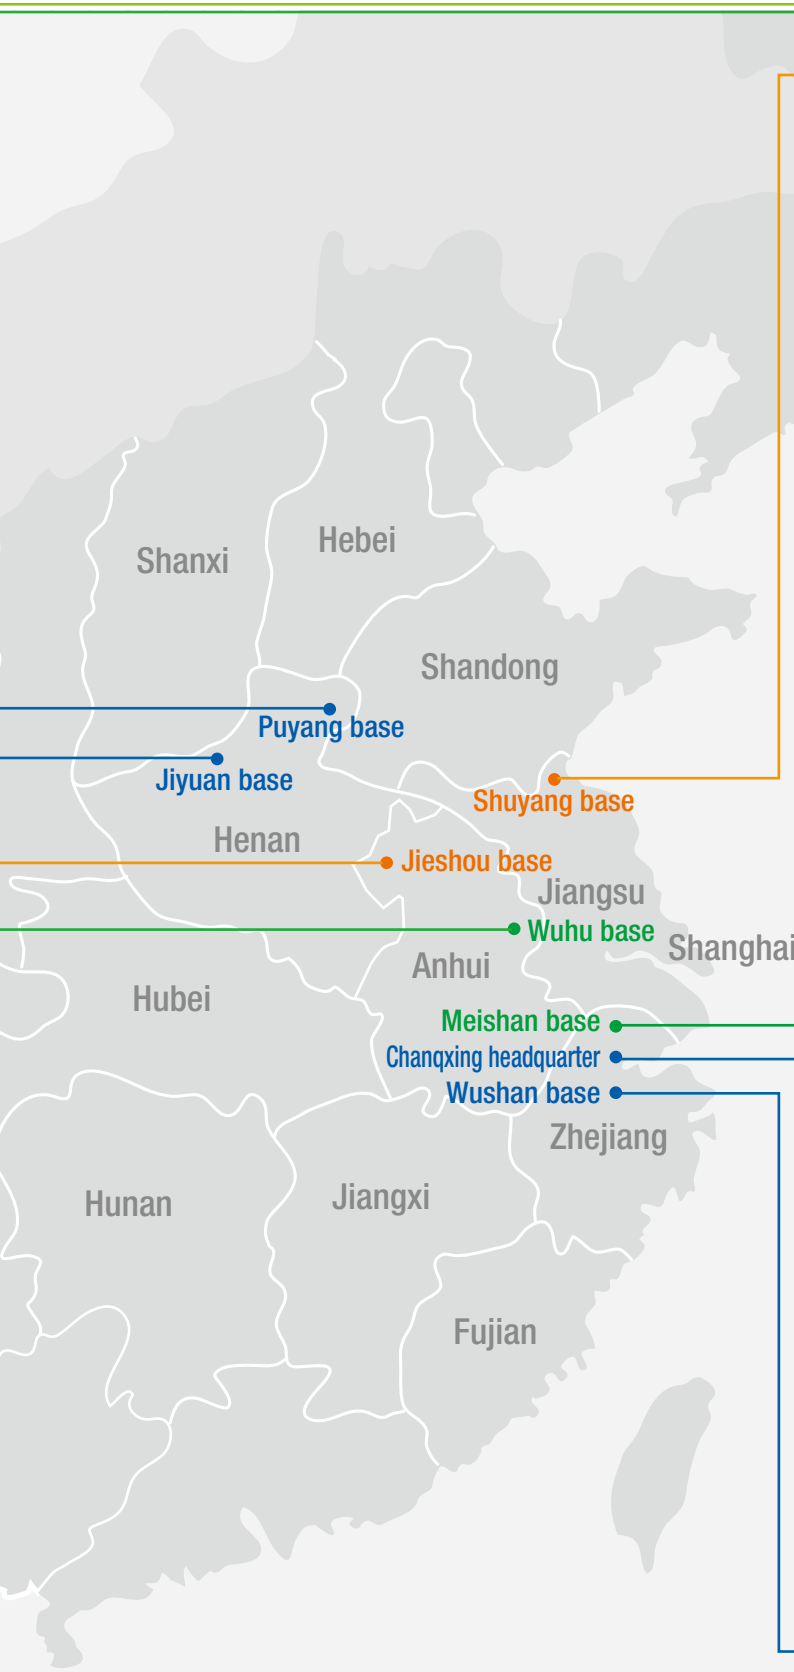 Hebei
Shanxi
Shandong
Puyang base
Jiyuan base
Shuyang base
Henan
Jieshou base
Jiangsu
Wuhu base
Shanghai
Anhui
Hubei
Meishan base
Chanqxing headquarter
Wushan base
Zhejiang
Jiangxi
Hunan
Fujian